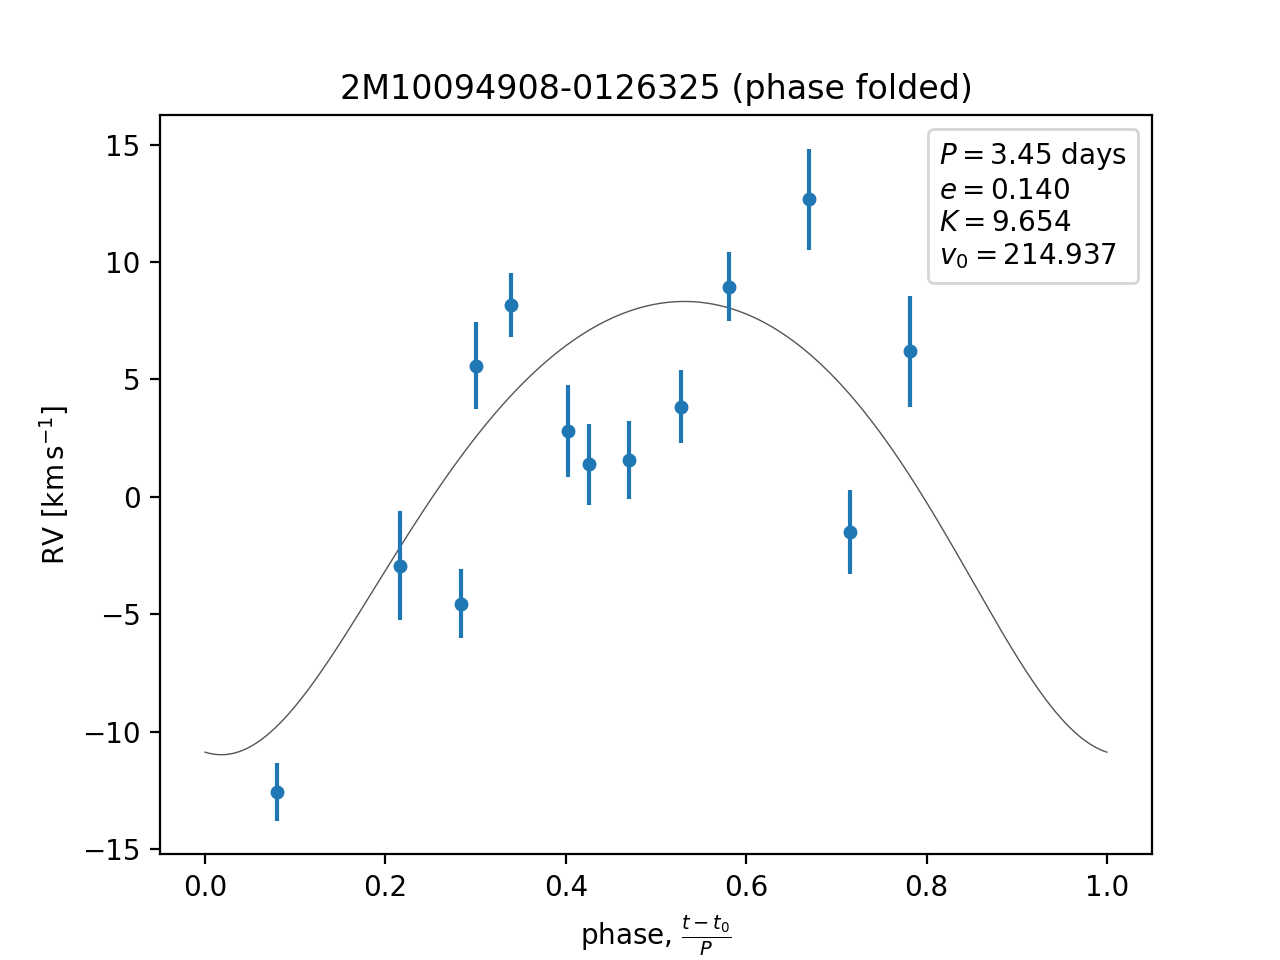 2M10094908-0126325 (phase folded)
P = 3.45 days
e = 0.140
K = 9.654
v₀ = 214.937
RV [km s⁻¹]
15
10
5
0
−5
−10
−15
0.0 0.2 0.4 0.6 0.8 1.0
phase, (t − t₀)/P